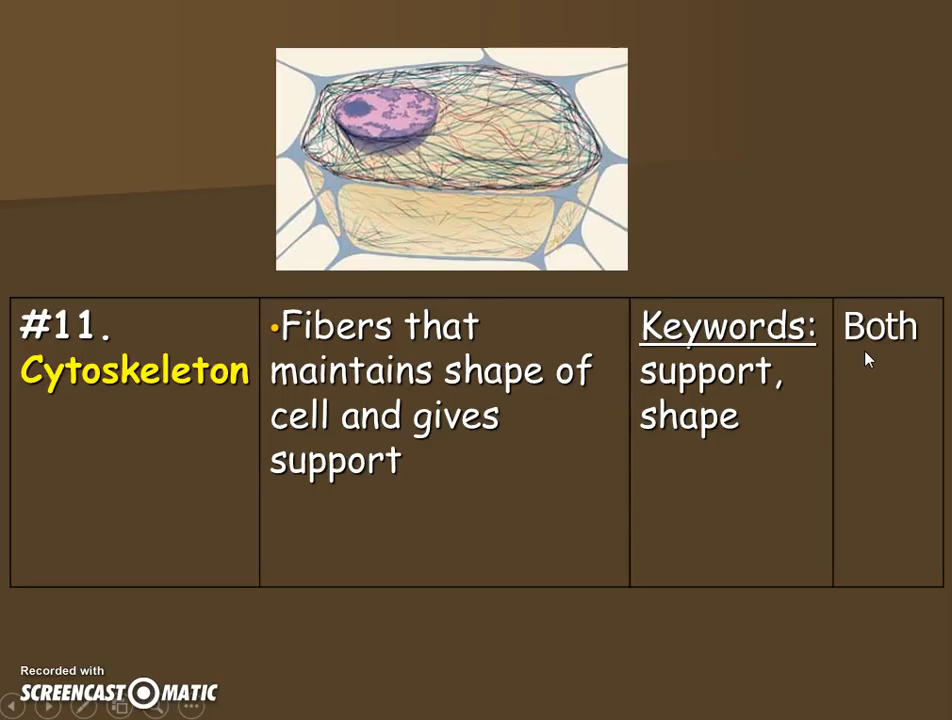 #11.
Cytoskeleton
•Fibers that
maintains shape of
cell and gives
support
Keywords:
support,
shape
Both
Recorded with
SCREENCAST MATIC